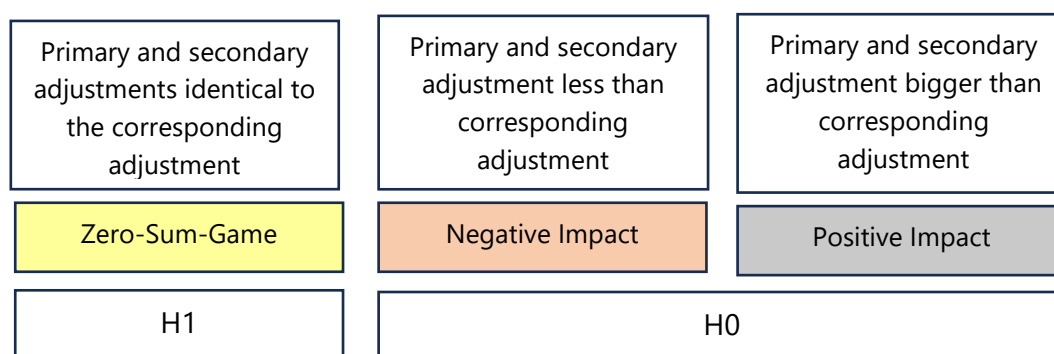 Primary and secondary
adjustments identical to
the corresponding
adjustment
Primary and secondary
adjustment less than
corresponding
adjustment
Primary and secondary
adjustment bigger than
corresponding
adjustment
Zero-Sum-Game
Negative Impact
Positive Impact
H1
H0